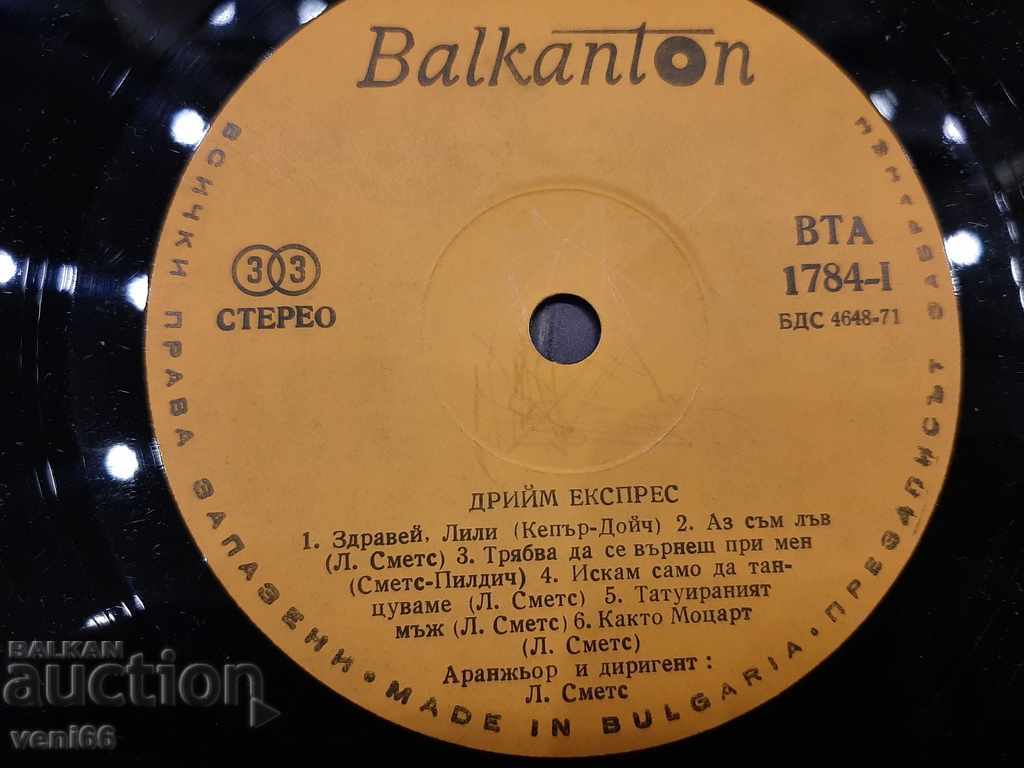 Balkanton
33
СТЕРЕО
ВТА
1784-I
БДС 4648-71
ДРИЙМ ЕКСПРЕС
1. Здравей, Лили (Кепър-Дойч) 2. Аз съм лъв
(Л. Сметс) 3. Трябва да се върнеш при мен
(Сметс-Пилдич) 4. Искам само да тан-
цуваме (Л. Сметс) 5. Татуираният
мъж (Л. Сметс) 6. Както Моцарт
(Л. Сметс)
Аранжьор и диригент:
Л. Сметс
ВСИЧКИ ПРАВА ЗАПАЗЕНИ • MADE IN BULGARIA • ПРЕЗАПИСЪТ ЗАБРАНЕН
BALKAN
auction
veni66